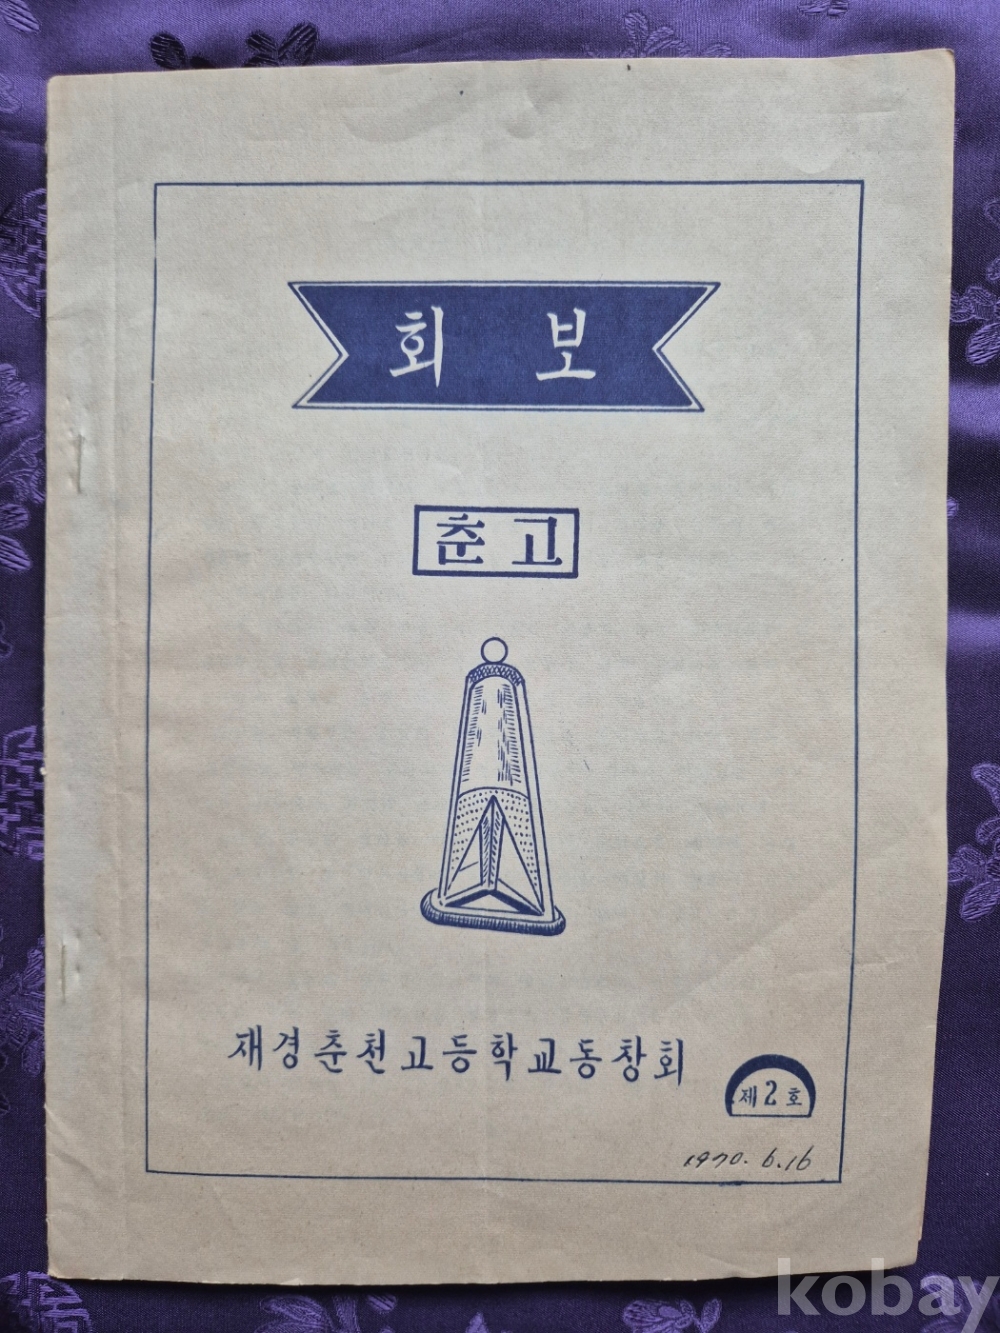 회 보
춘고
재경춘천고등학교동창회
제2호
1970. 6. 16
kobay